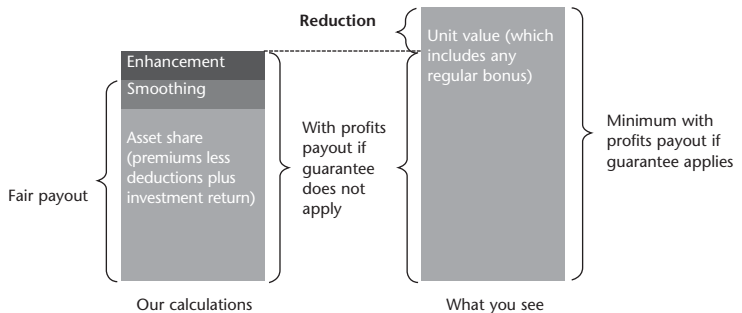 Reduction
Enhancement
Smoothing
Asset share
(premiums less
deductions plus
investment return)
Fair payout
With profits
payout if
guarantee
does not
apply
Unit value (which
includes any
regular bonus)
Minimum with
profits payout if
guarantee applies
Our calculations
What you see